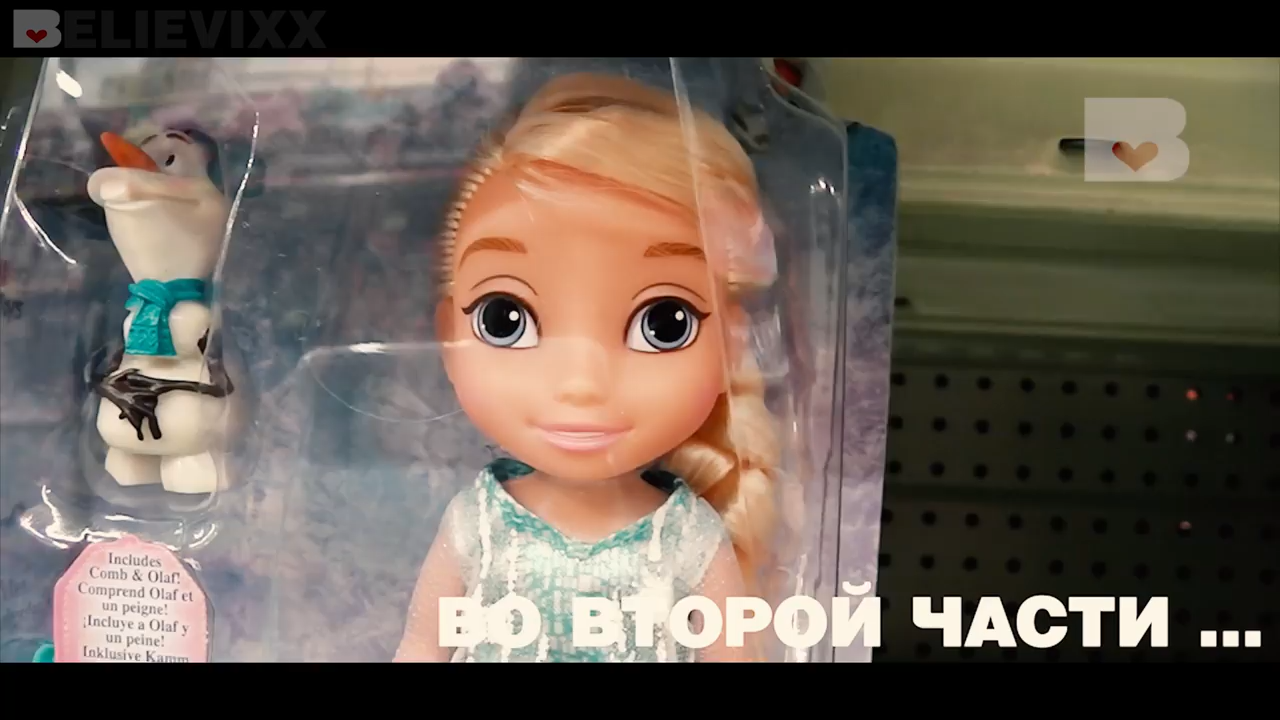 BELIEVIXX
B
Includes
Comb & Olaf!
Comprend Olaf et
un peigne!
¡Incluye a Olaf y
un peine!
Inklusive Kamm
ВО ВТОРОЙ ЧАСТИ ...